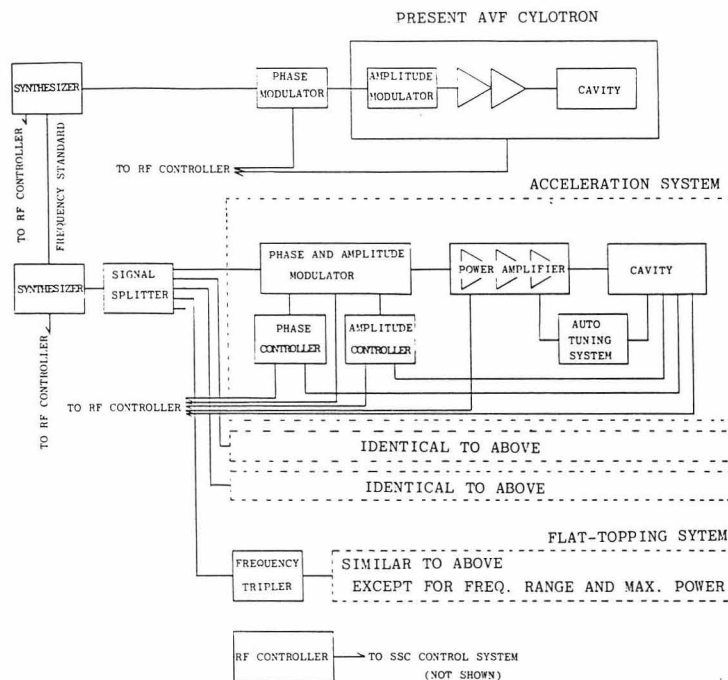 PRESENT AVF CYLOTRON
SYNTHESIZER
PHASE
MODULATOR
AMPLITUDE
MODULATOR
CAVITY
TO RF CONTROLLER
FREQUENCY STANDARD
TO RF CONTROLLER
ACCELERATION SYSTEM
SYNTHESIZER
SIGNAL
SPLITTER
PHASE AND AMPLITUDE
MODULATOR
POWER AMPLIFIER
CAVITY
PHASE
CONTROLLER
AMPLITUDE
CONTROLLER
AUTO
TUNING
SYSTEM
TO RF CONTROLLER
TO RF CONTROLLER
IDENTICAL TO ABOVE
IDENTICAL TO ABOVE
FLAT-TOPPING SYTEM
FREQUENCY
TRIPLER
SIMILAR TO ABOVE
EXCEPT FOR FREQ. RANGE AND MAX. POWER
RF CONTROLLER
TO SSC CONTROL SYSTEM
(NOT SHOWN)